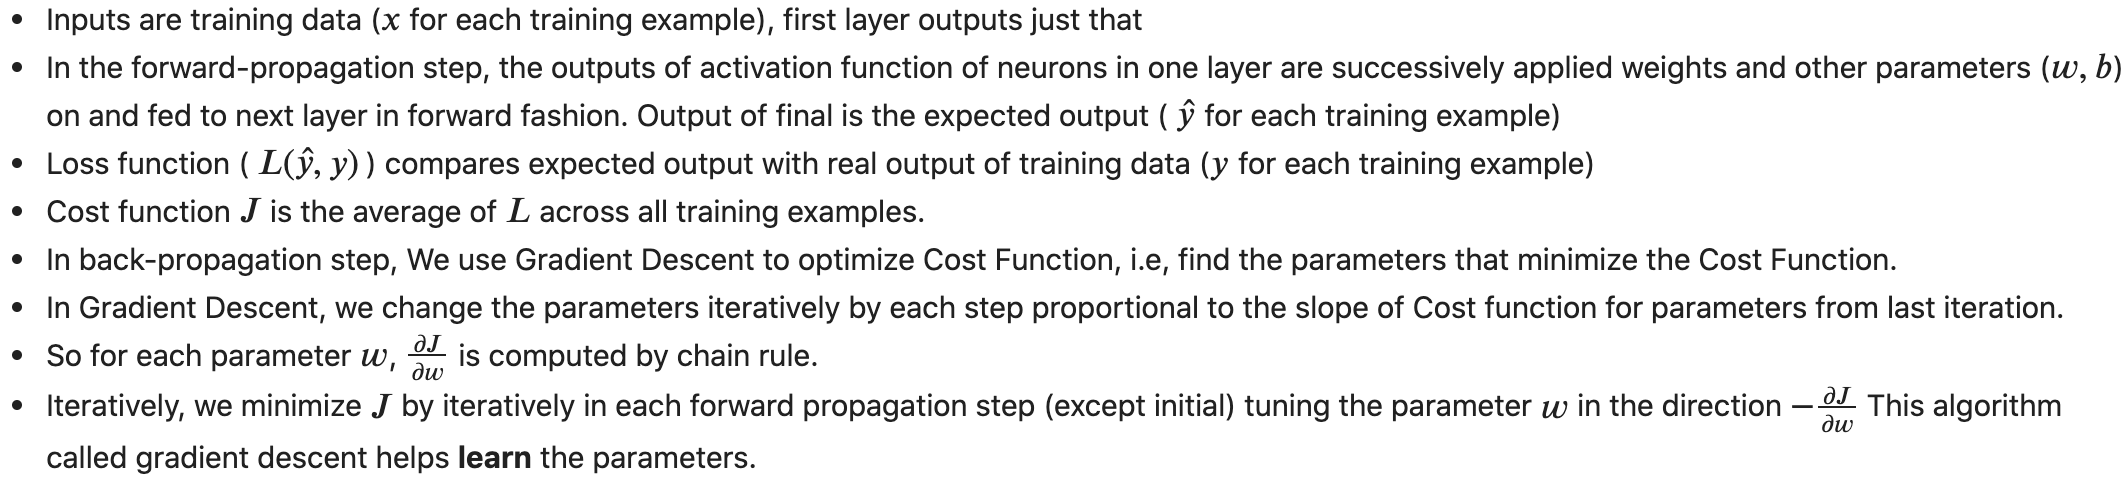 • Inputs are training data (x for each training example), first layer outputs just that
• In the forward-propagation step, the outputs of activation function of neurons in one layer are successively applied weights and other parameters (w, b)
on and fed to next layer in forward fashion. Output of final is the expected output ( ŷ for each training example)
• Loss function ( L(ŷ, y) ) compares expected output with real output of training data (y for each training example)
• Cost function J is the average of L across all training examples.
• In back-propagation step, We use Gradient Descent to optimize Cost Function, i.e, find the parameters that minimize the Cost Function.
• In Gradient Descent, we change the parameters iteratively by each step proportional to the slope of Cost function for parameters from last iteration.
• So for each parameter w, ∂J/∂w is computed by chain rule.
• Iteratively, we minimize J by iteratively in each forward propagation step (except initial) tuning the parameter w in the direction −∂J/∂w This algorithm
called gradient descent helps learn the parameters.